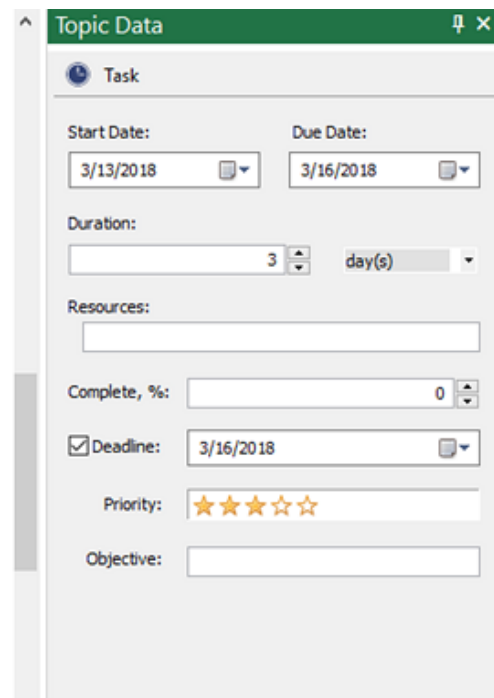 Topic Data
Task
Start Date: Due Date:
3/13/2018 3/16/2018
Duration:
3 day(s)
Resources:
Complete, %: 0
Deadline: 3/16/2018
Priority:
Objective: